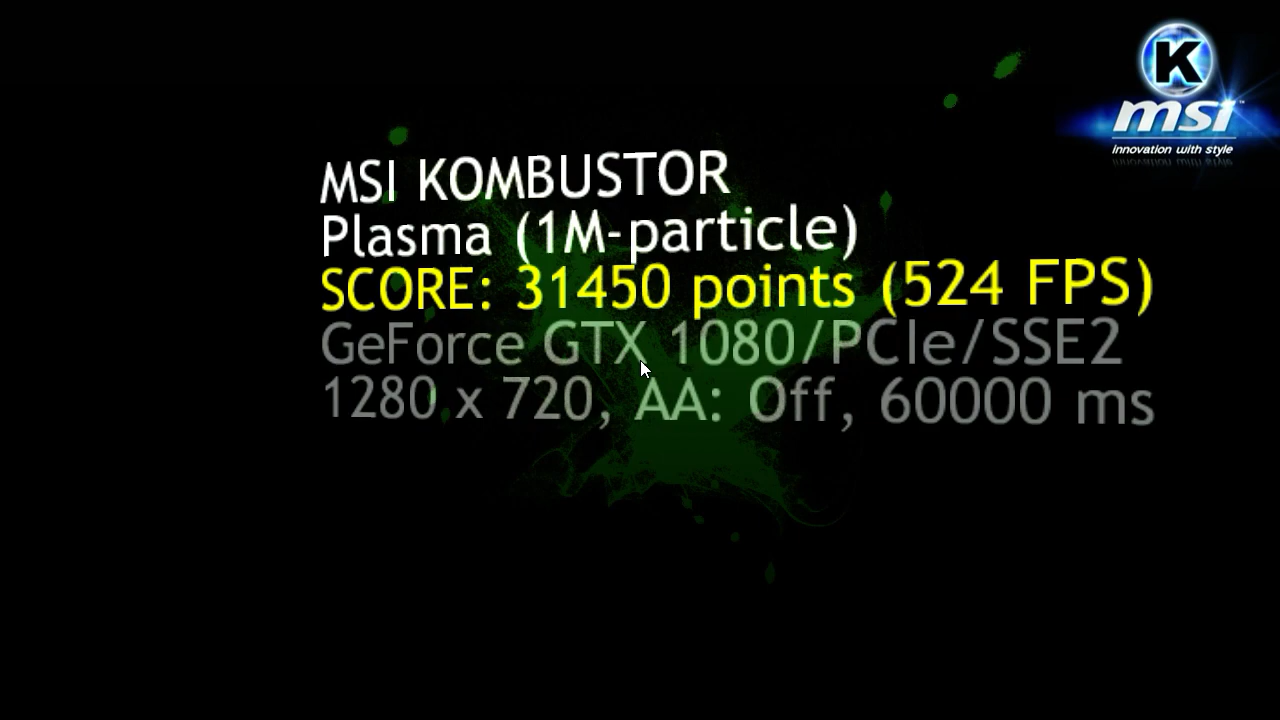 K
msi™
innovation with style
MSI KOMBUSTOR
Plasma (1M-particle)
SCORE: 31450 points (524 FPS)
GeForce GTX 1080/PCIe/SSE2
1280 x 720, AA: Off, 60000 ms